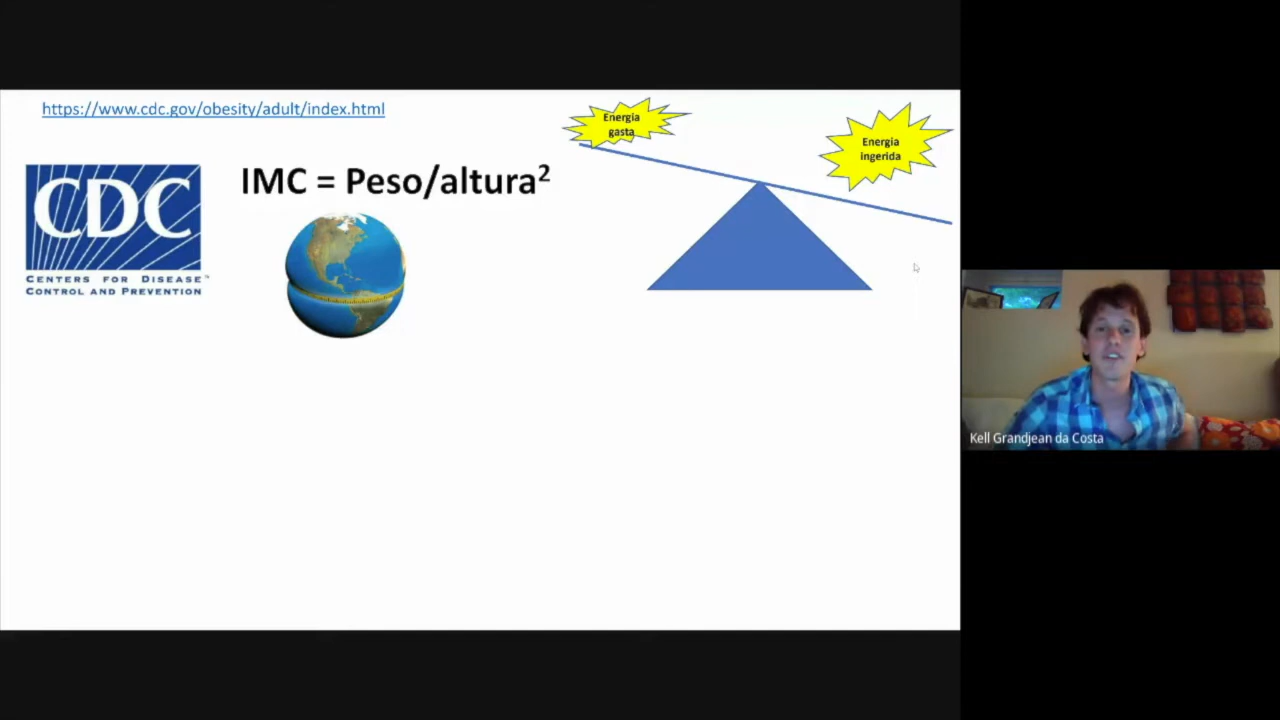 https://www.cdc.gov/obesity/adult/index.html
Energia
gasta
Energia
ingerida
IMC = Peso/altura²
CDC
CENTERS FOR DISEASE™
CONTROL AND PREVENTION
Kell Grandjean da Costa